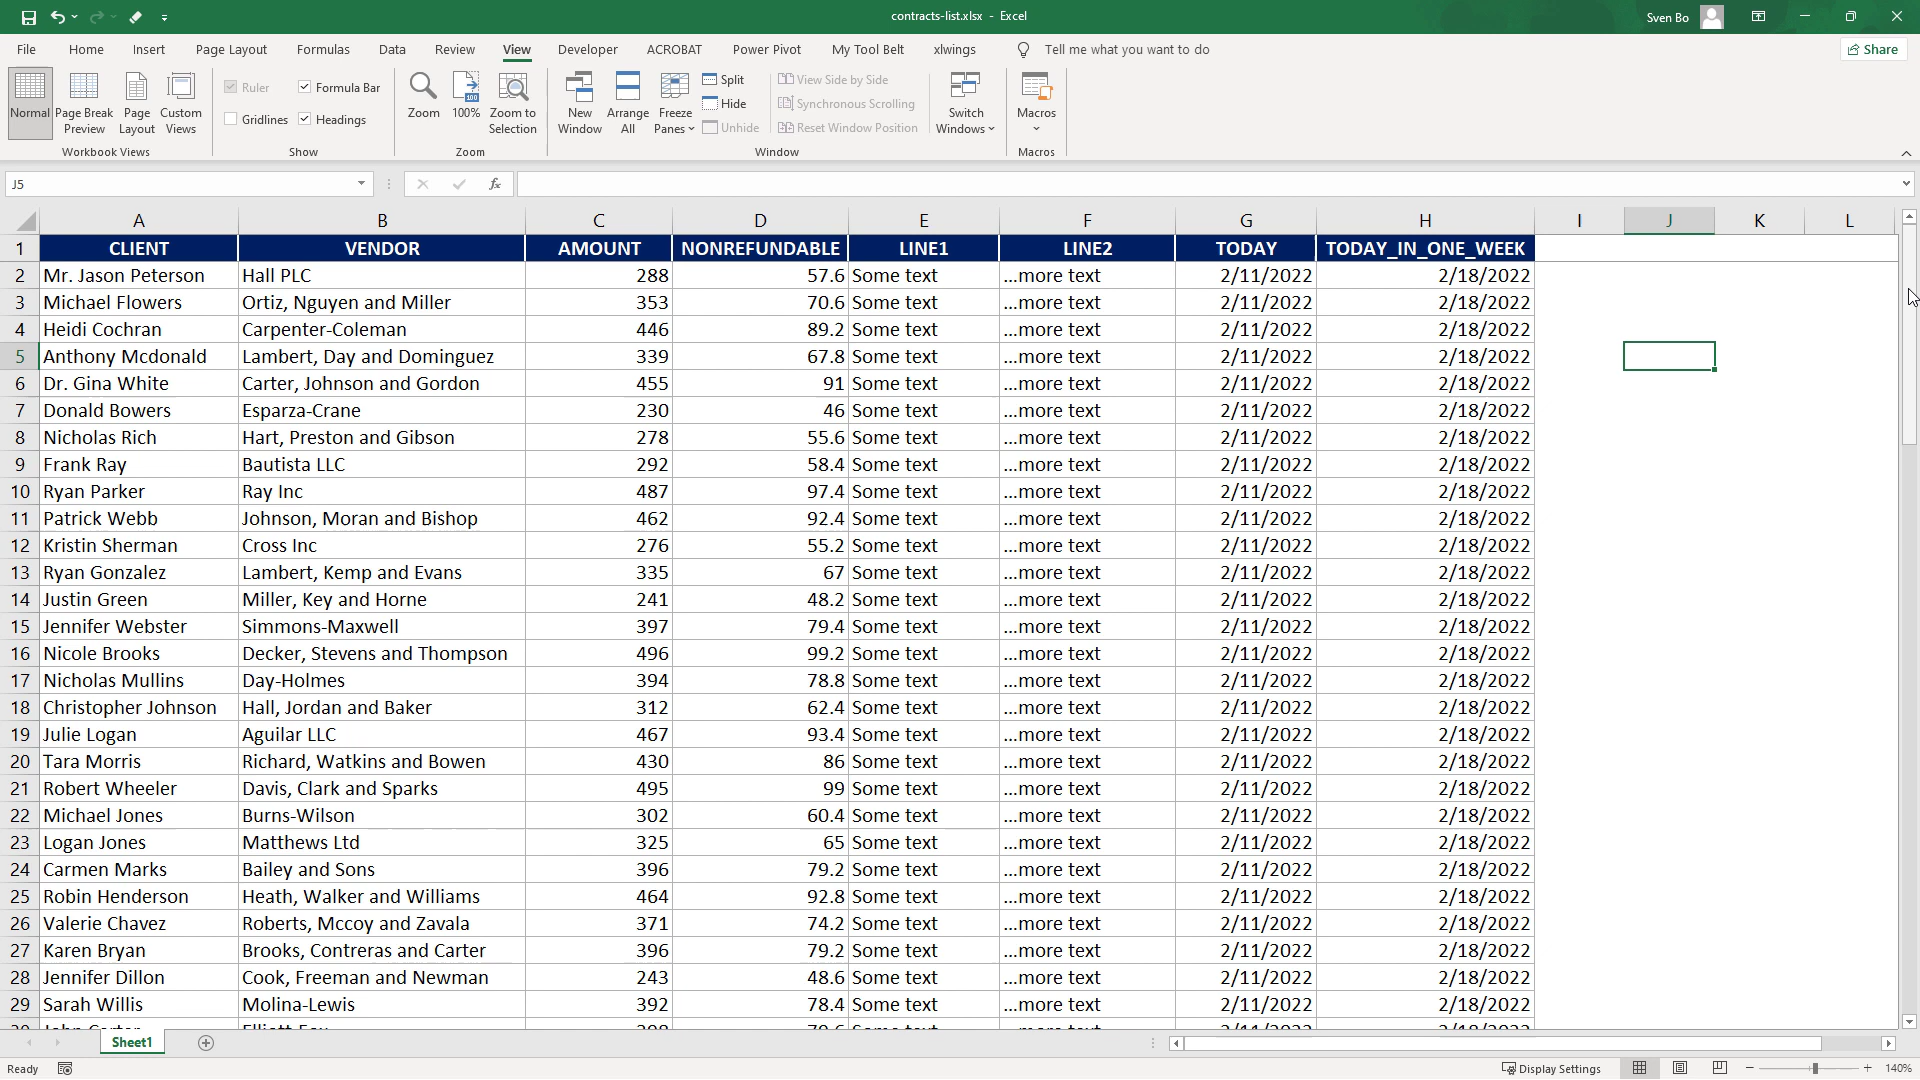 contracts-list.xlsx - Excel
Sven Bo
File Home Insert Page Layout Formulas Data Review View Developer ACROBAT Power Pivot My Tool Belt xlwings Tell me what you want to do Share
Normal
Page Break Preview
Page Layout
Custom Views
Workbook Views
Ruler
Formula Bar
Gridlines
Headings
Show
Zoom
100
100%
Zoom to Selection
Zoom
New Window
Arrange All
Freeze Panes
Split
Hide
Unhide
View Side by Side
Synchronous Scrolling
Reset Window Position
Window
Switch Windows
Macros
Macros
J5
fx
A B C D E F G H I J K L
1 CLIENT VENDOR AMOUNT NONREFUNDABLE LINE1 LINE2 TODAY TODAY_IN_ONE_WEEK
2 Mr. Jason Peterson Hall PLC 288 57.6 Some text ...more text 2/11/2022 2/18/2022
3 Michael Flowers Ortiz, Nguyen and Miller 353 70.6 Some text ...more text 2/11/2022 2/18/2022
4 Heidi Cochran Carpenter-Coleman 446 89.2 Some text ...more text 2/11/2022 2/18/2022
5 Anthony Mcdonald Lambert, Day and Dominguez 339 67.8 Some text ...more text 2/11/2022 2/18/2022
6 Dr. Gina White Carter, Johnson and Gordon 455 91 Some text ...more text 2/11/2022 2/18/2022
7 Donald Bowers Esparza-Crane 230 46 Some text ...more text 2/11/2022 2/18/2022
8 Nicholas Rich Hart, Preston and Gibson 278 55.6 Some text ...more text 2/11/2022 2/18/2022
9 Frank Ray Bautista LLC 292 58.4 Some text ...more text 2/11/2022 2/18/2022
10 Ryan Parker Ray Inc 487 97.4 Some text ...more text 2/11/2022 2/18/2022
11 Patrick Webb Johnson, Moran and Bishop 462 92.4 Some text ...more text 2/11/2022 2/18/2022
12 Kristin Sherman Cross Inc 276 55.2 Some text ...more text 2/11/2022 2/18/2022
13 Ryan Gonzalez Lambert, Kemp and Evans 335 67 Some text ...more text 2/11/2022 2/18/2022
14 Justin Green Miller, Key and Horne 241 48.2 Some text ...more text 2/11/2022 2/18/2022
15 Jennifer Webster Simmons-Maxwell 397 79.4 Some text ...more text 2/11/2022 2/18/2022
16 Nicole Brooks Decker, Stevens and Thompson 496 99.2 Some text ...more text 2/11/2022 2/18/2022
17 Nicholas Mullins Day-Holmes 394 78.8 Some text ...more text 2/11/2022 2/18/2022
18 Christopher Johnson Hall, Jordan and Baker 312 62.4 Some text ...more text 2/11/2022 2/18/2022
19 Julie Logan Aguilar LLC 467 93.4 Some text ...more text 2/11/2022 2/18/2022
20 Tara Morris Richard, Watkins and Bowen 430 86 Some text ...more text 2/11/2022 2/18/2022
21 Robert Wheeler Davis, Clark and Sparks 495 99 Some text ...more text 2/11/2022 2/18/2022
22 Michael Jones Burns-Wilson 302 60.4 Some text ...more text 2/11/2022 2/18/2022
23 Logan Jones Matthews Ltd 325 65 Some text ...more text 2/11/2022 2/18/2022
24 Carmen Marks Bailey and Sons 396 79.2 Some text ...more text 2/11/2022 2/18/2022
25 Robin Henderson Heath, Walker and Williams 464 92.8 Some text ...more text 2/11/2022 2/18/2022
26 Valerie Chavez Roberts, Mccoy and Zavala 371 74.2 Some text ...more text 2/11/2022 2/18/2022
27 Karen Bryan Brooks, Contreras and Carter 396 79.2 Some text ...more text 2/11/2022 2/18/2022
28 Jennifer Dillon Cook, Freeman and Newman 243 48.6 Some text ...more text 2/11/2022 2/18/2022
29 Sarah Willis Molina-Lewis 392 78.4 Some text ...more text 2/11/2022 2/18/2022
Sheet1
Ready
Display Settings
140%